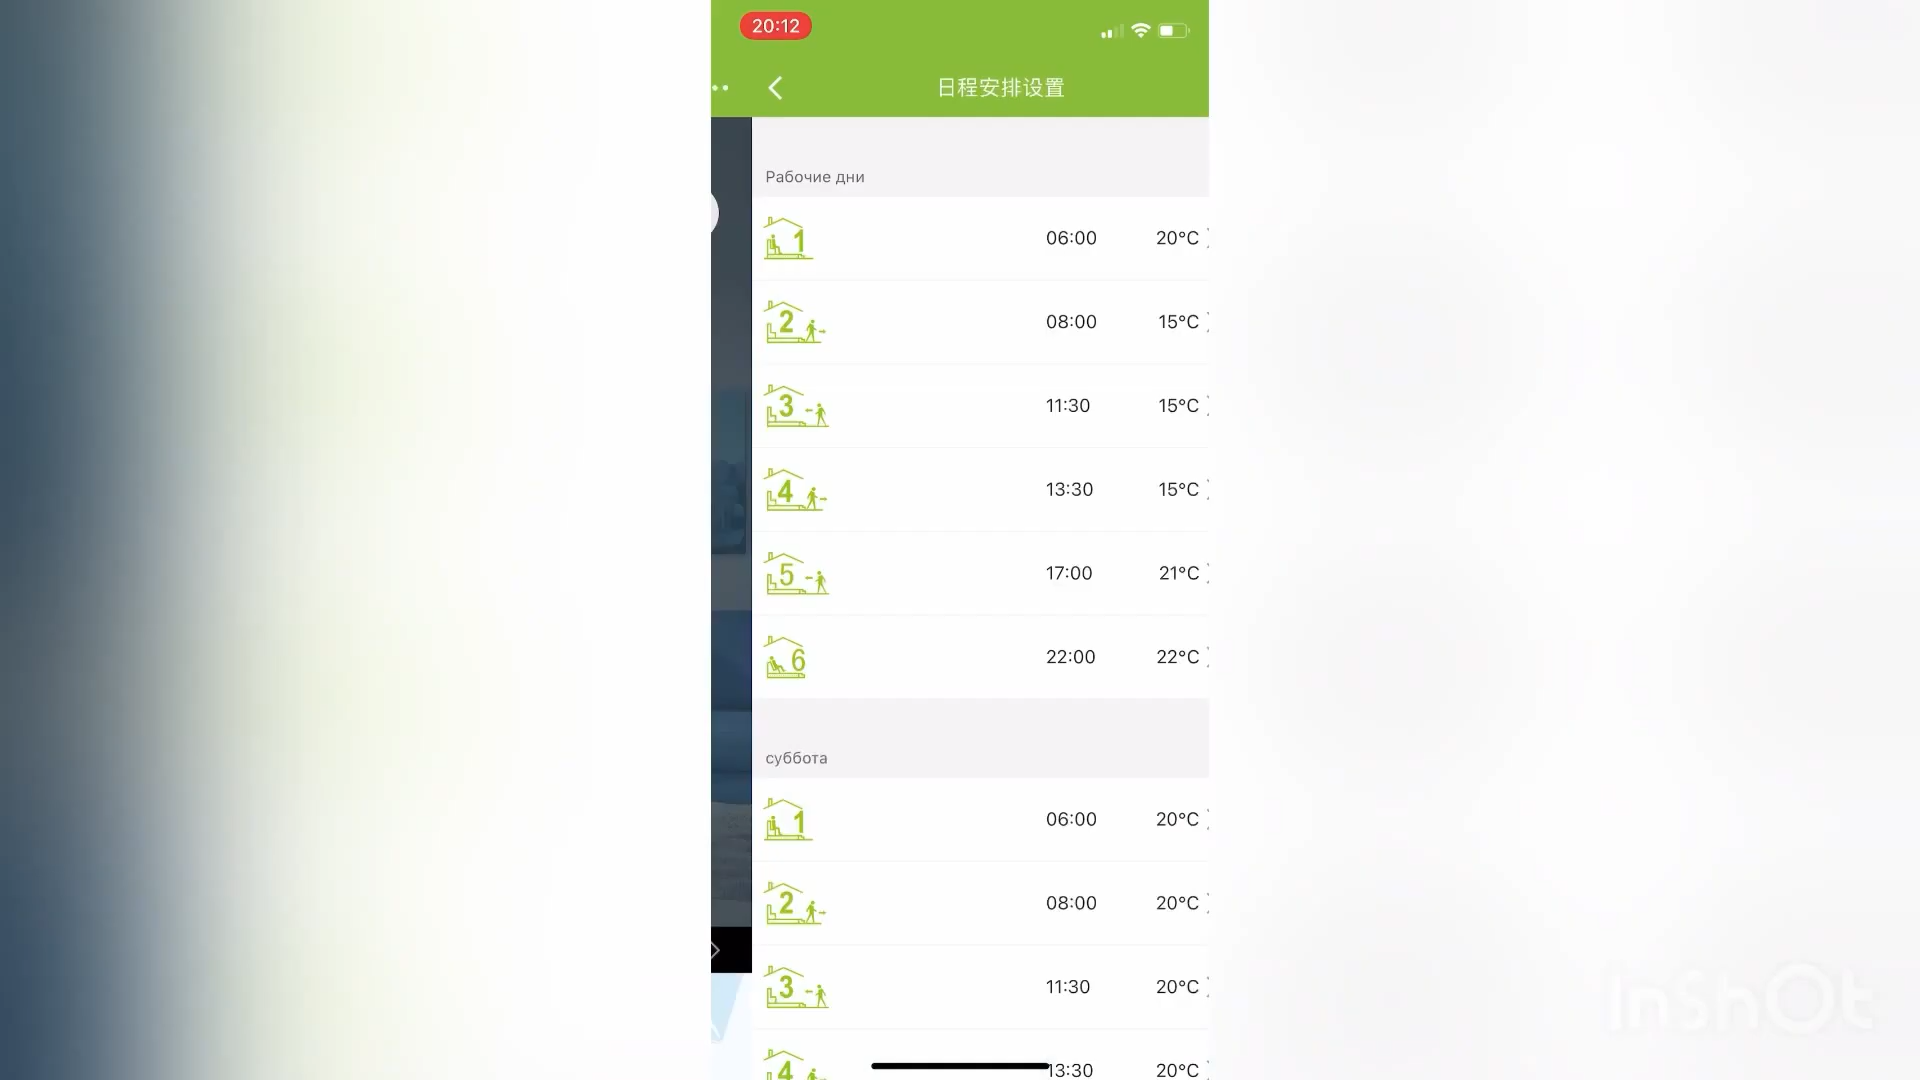 20:12
日程安排设置
Рабочие дни
1 06:00 20°C
2 08:00 15°C
3 11:30 15°C
4 13:30 15°C
5 17:00 21°C
6 22:00 22°C
суббота
1 06:00 20°C
2 08:00 20°C
3 11:30 20°C
4 13:30 20°C
InShOt